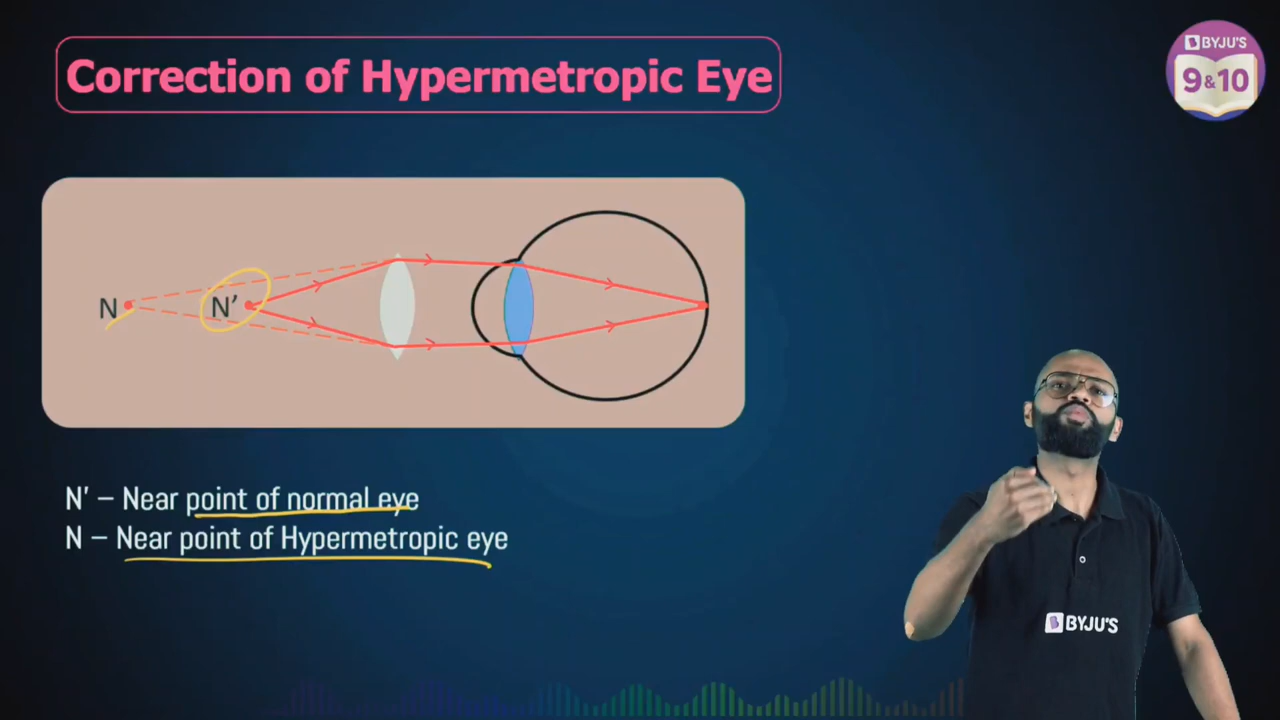 Correction of Hypermetropic Eye
BYJU'S
9&10
N
N'
N' – Near point of normal eye
N – Near point of Hypermetropic eye
BYJU'S